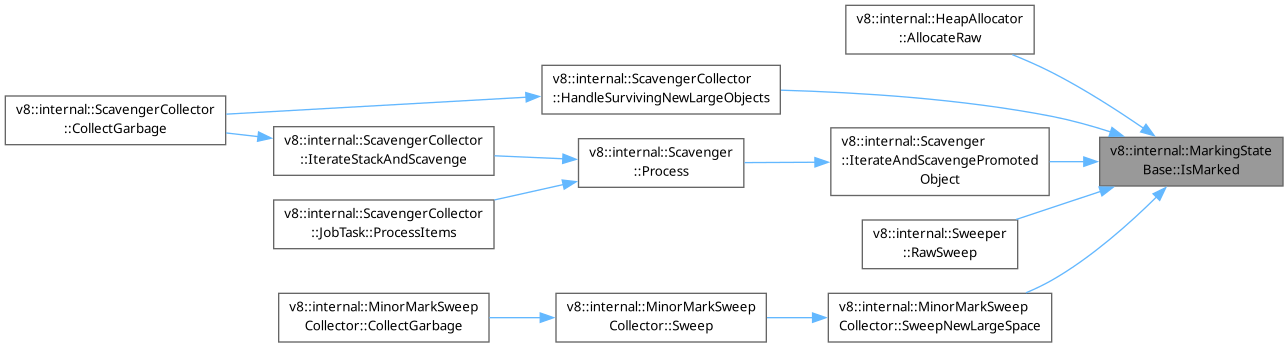 v8::internal::HeapAllocator
::AllocateRaw
v8::internal::ScavengerCollector
::HandleSurvivingNewLargeObjects
v8::internal::ScavengerCollector
::CollectGarbage
v8::internal::ScavengerCollector
::IterateStackAndScavenge
v8::internal::Scavenger
::Process
v8::internal::Scavenger
::IterateAndScavengePromoted
Object
v8::internal::MarkingState
Base::IsMarked
v8::internal::ScavengerCollector
::JobTask::ProcessItems
v8::internal::Sweeper
::RawSweep
v8::internal::MinorMarkSweep
Collector::CollectGarbage
v8::internal::MinorMarkSweep
Collector::Sweep
v8::internal::MinorMarkSweep
Collector::SweepNewLargeSpace